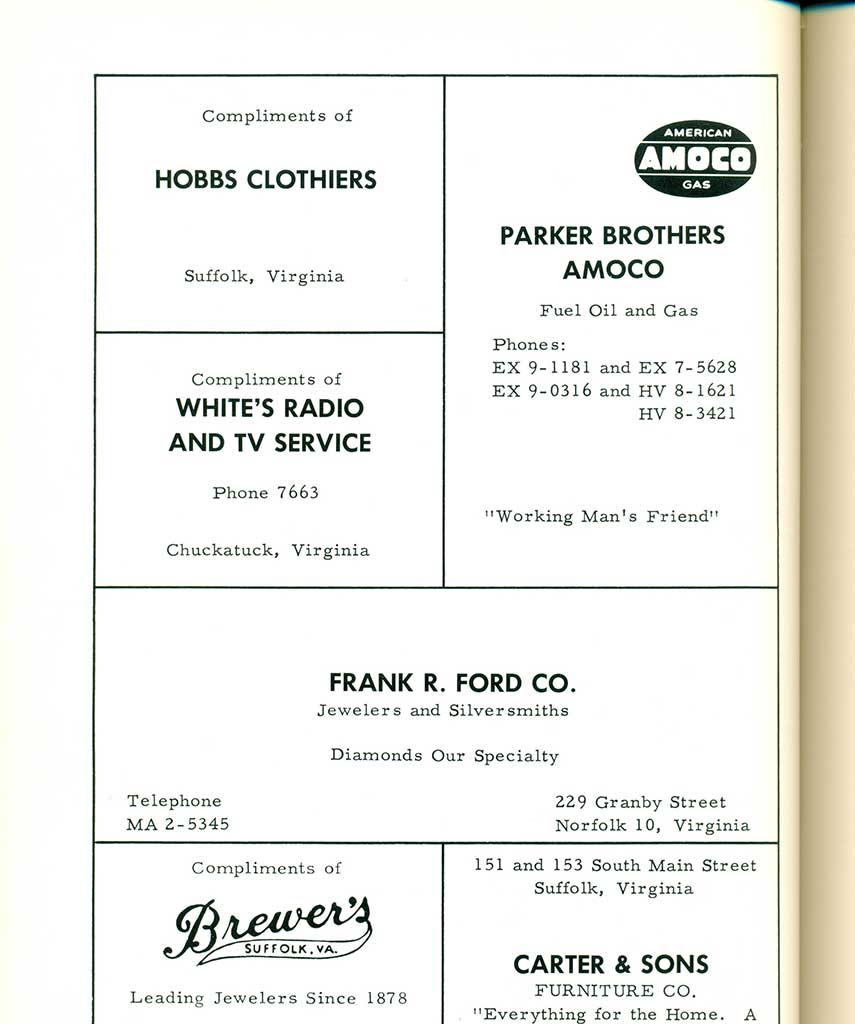 Compliments of
HOBBS CLOTHIERS
Suffolk, Virginia
AMERICAN
AMOCO
GAS
PARKER BROTHERS
AMOCO
Fuel Oil and Gas
Phones:
EX 9-1181 and EX 7-5628
EX 9-0316 and HV 8-1621
HV 8-3421
"Working Man's Friend"
Compliments of
WHITE'S RADIO
AND TV SERVICE
Phone 7663
Chuckatuck, Virginia
FRANK R. FORD CO.
Jewelers and Silversmiths
Diamonds Our Specialty
Telephone
MA 2-5345
229 Granby Street
Norfolk 10, Virginia
Compliments of
Brewer's
SUFFOLK, VA.
Leading Jewelers Since 1878
151 and 153 South Main Street
Suffolk, Virginia
CARTER & SONS
FURNITURE CO.
"Everything for the Home. A